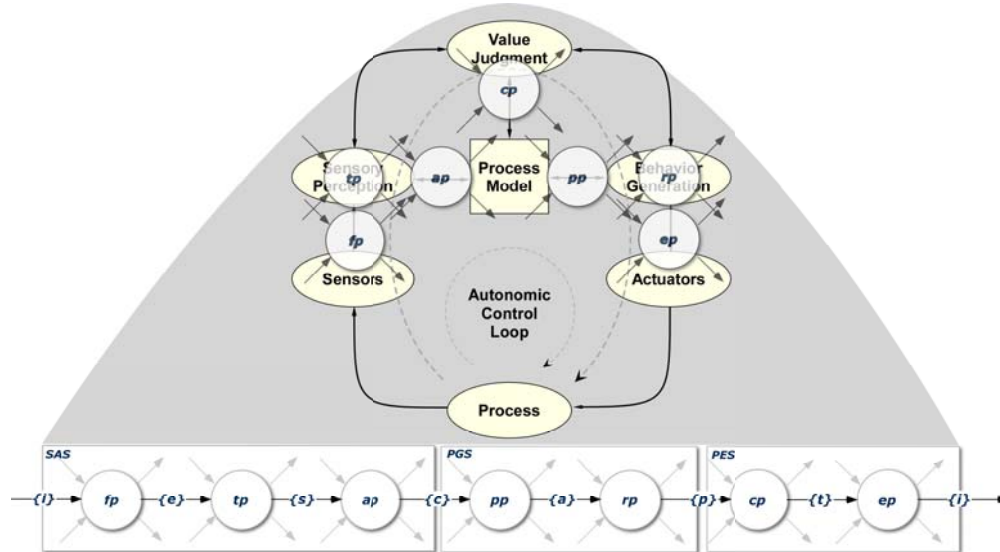 Value
Judgment
cp
Sensory
Perception
tp
ap
Process
Model
pp
Behavior
Generation
rp
fp
ep
Sensors
Actuators
Autonomic
Control
Loop
Process
SAS
PGS
PES
{i} fp {e} tp {s} ap {c} pp {a} rp {p} cp {t} ep {i}